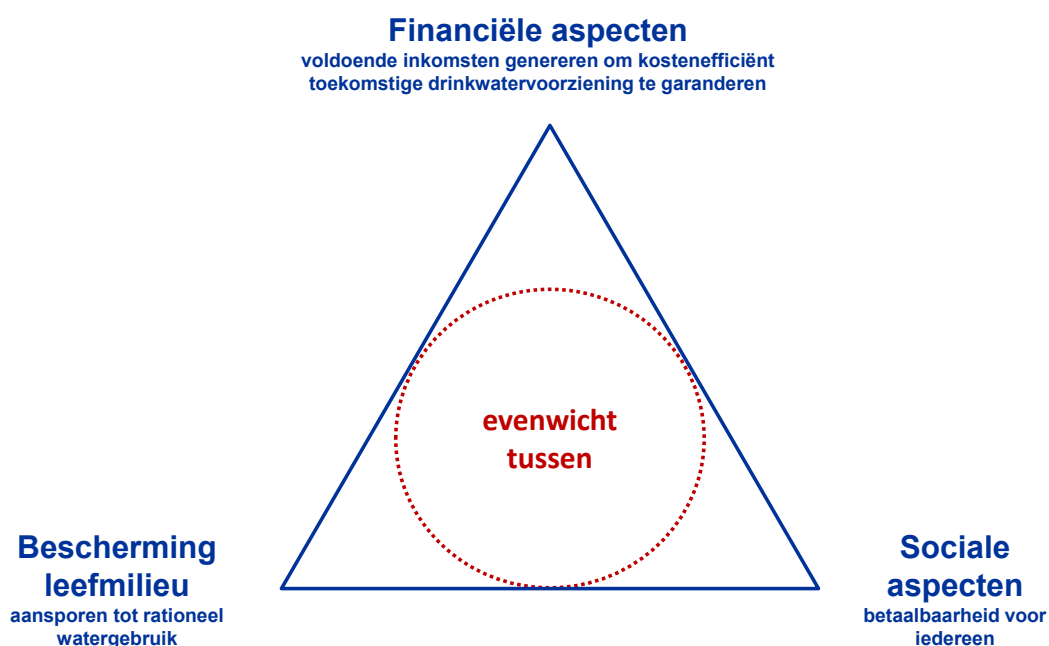 Financiële aspecten
voldoende inkomsten genereren om kostenefficiënt
toekomstige drinkwatervoorziening te garanderen
evenwicht
tussen
Bescherming
leefmilieu
aansporen tot rationeel
watergebruik
Sociale
aspecten
betaalbaarheid voor
iedereen